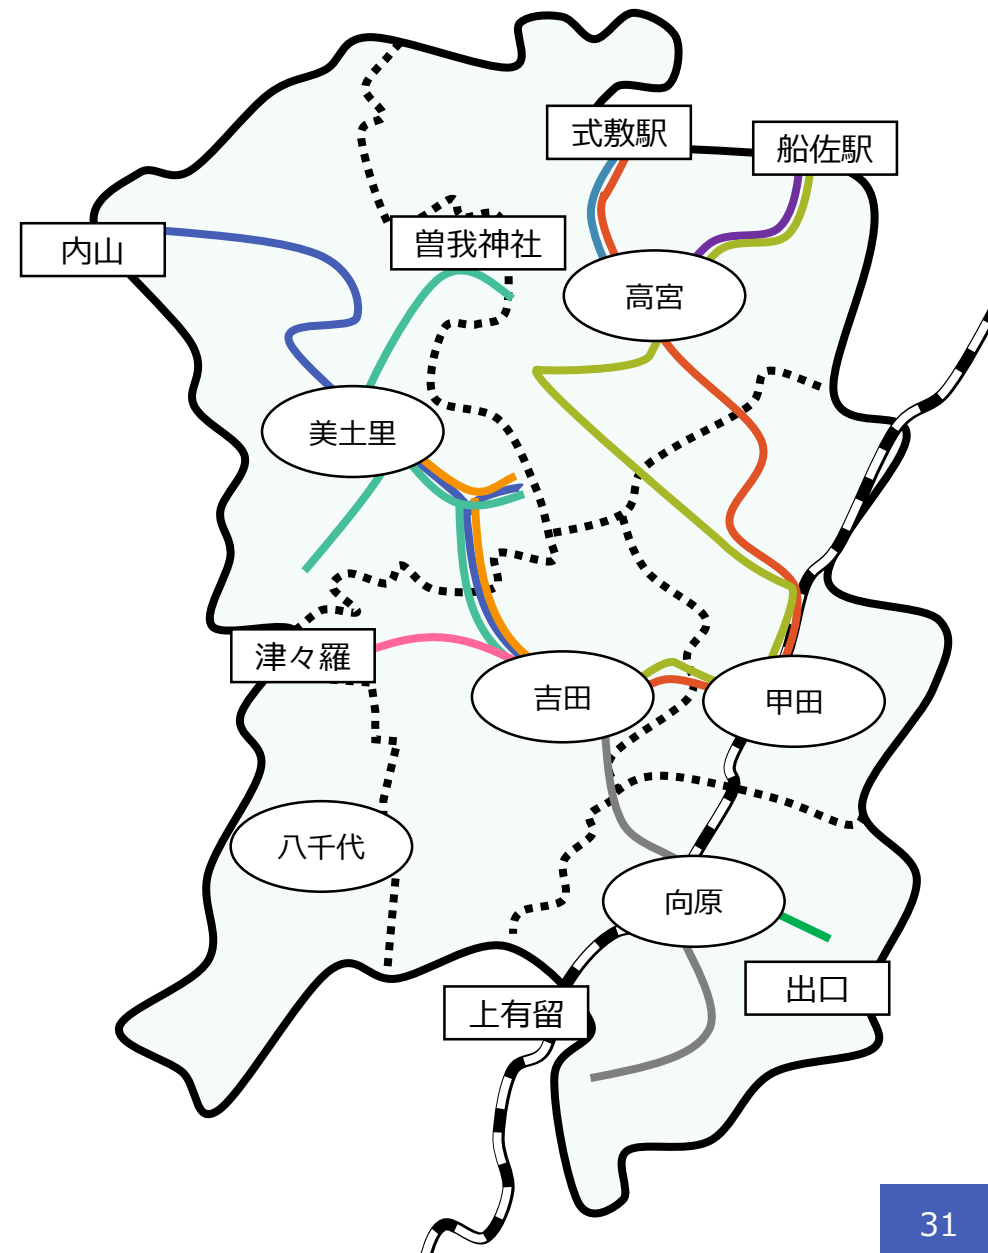 式敷駅
船佐駅
内山
曽我神社
高宮
美土里
津々羅
吉田
甲田
八千代
向原
出口
上有留
31